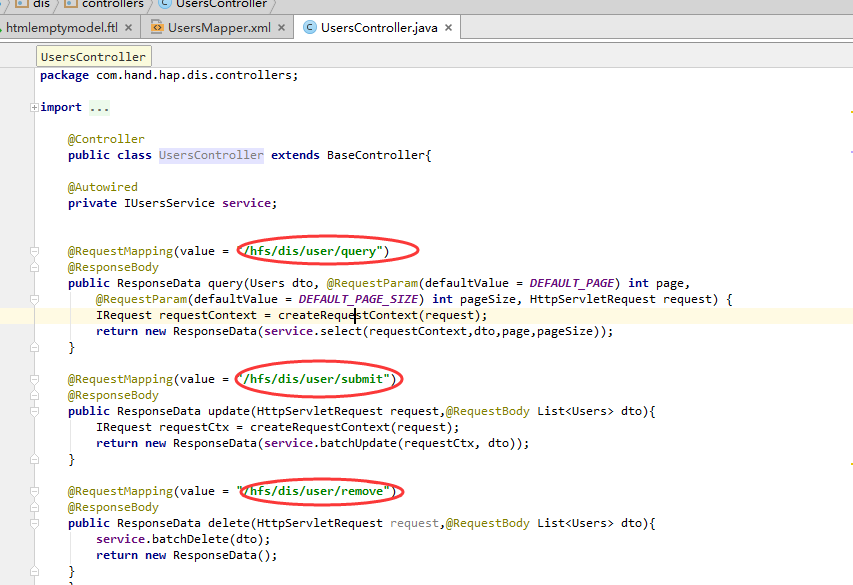 dis controllers UsersController
htmlemptymodel.ftl × UsersMapper.xml × C UsersController.java ×
UsersController
package com.hand.hap.dis.controllers;
import ...
@Controller
public class UsersController extends BaseController{
@Autowired
private IUsersService service;
@RequestMapping(value = "/hfs/dis/user/query")
@ResponseBody
public ResponseData query(Users dto, @RequestParam(defaultValue = DEFAULT_PAGE) int page,
@RequestParam(defaultValue = DEFAULT_PAGE_SIZE) int pageSize, HttpServletRequest request) {
IRequest requestContext = createRequestContext(request);
return new ResponseData(service.select(requestContext,dto,page,pageSize));
}
@RequestMapping(value = "/hfs/dis/user/submit")
@ResponseBody
public ResponseData update(HttpServletRequest request,@RequestBody List<Users> dto){
IRequest requestCtx = createRequestContext(request);
return new ResponseData(service.batchUpdate(requestCtx, dto));
}
@RequestMapping(value = "/hfs/dis/user/remove")
@ResponseBody
public ResponseData delete(HttpServletRequest request,@RequestBody List<Users> dto){
service.batchDelete(dto);
return new ResponseData();
}
}